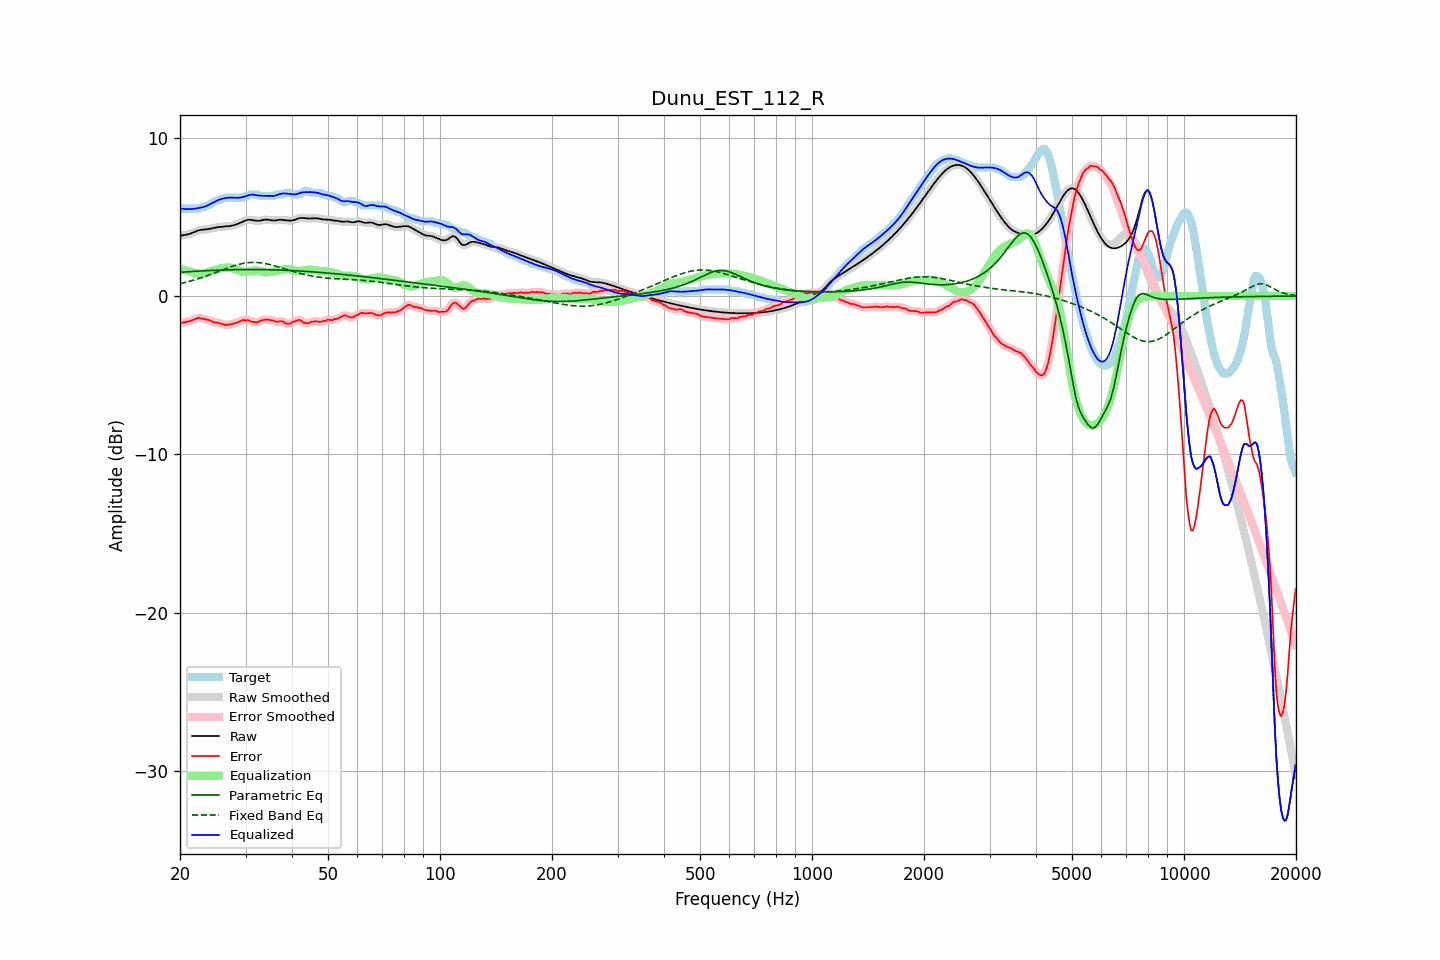 Dunu_EST_112_R
10
0
−10
−20
−30
Amplitude (dBr)
Target
Raw Smoothed
Error Smoothed
Raw
Error
Equalization
Parametric Eq
Fixed Band Eq
Equalized
20 50 100 200 500 1000 2000 5000 10000 20000
Frequency (Hz)